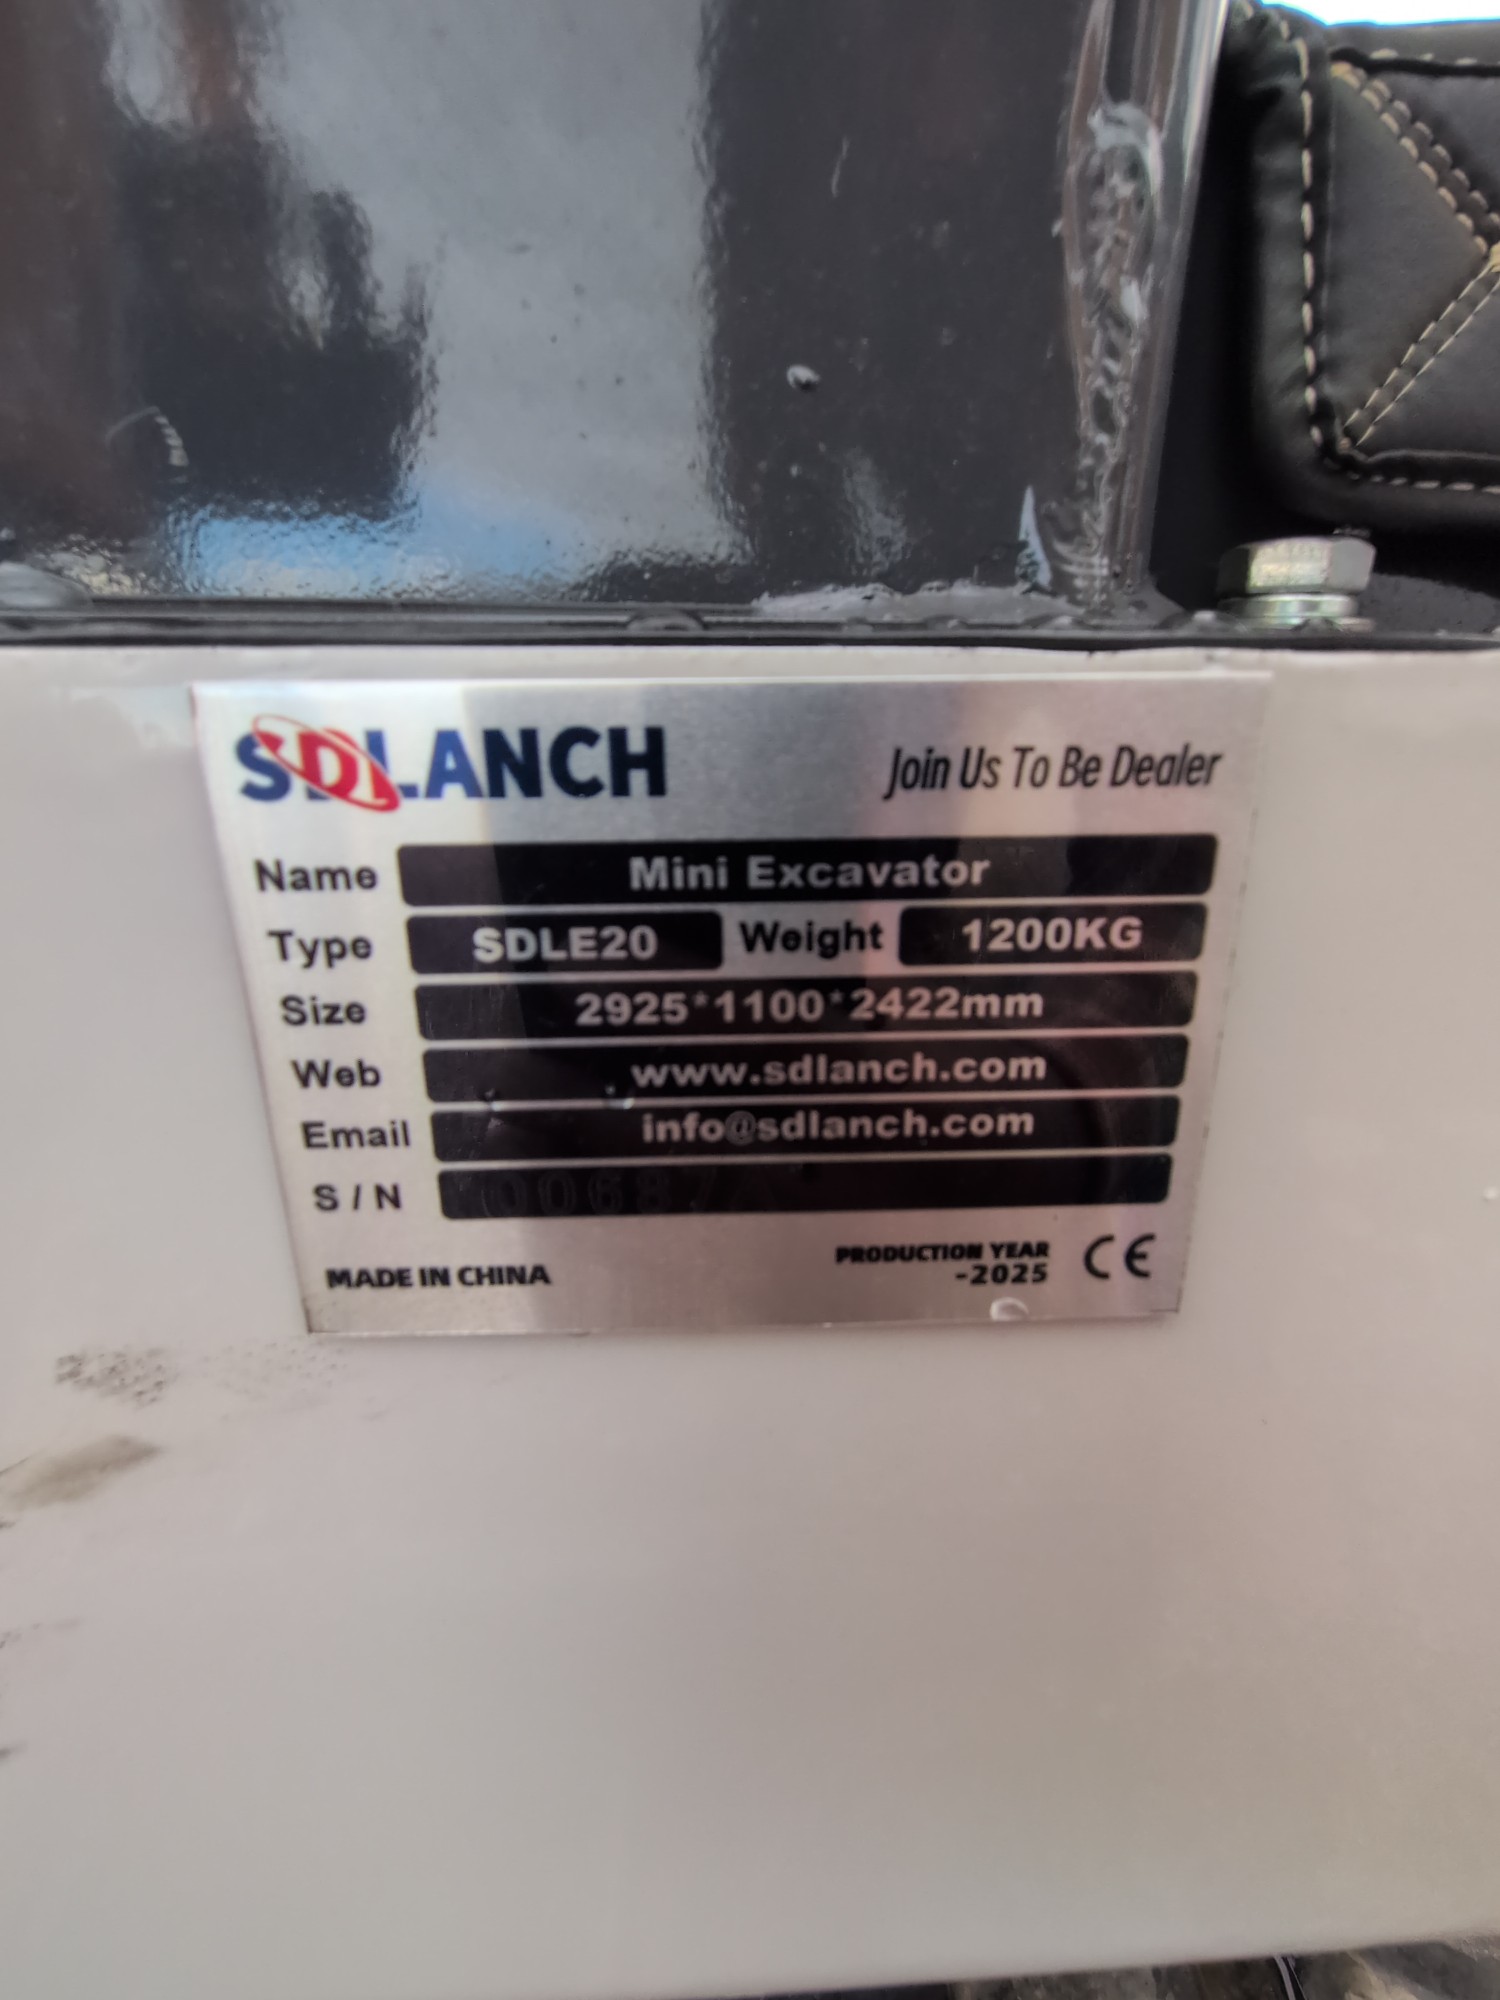 SDLANCH
Join Us To Be Dealer
Name Mini Excavator
Type SDLE20 Weight 1200KG
Size 2925*1100*2422mm
Web www.sdlanch.com
Email info@sdlanch.com
S / N
MADE IN CHINA
PRODUCTION YEAR
-2025
CE